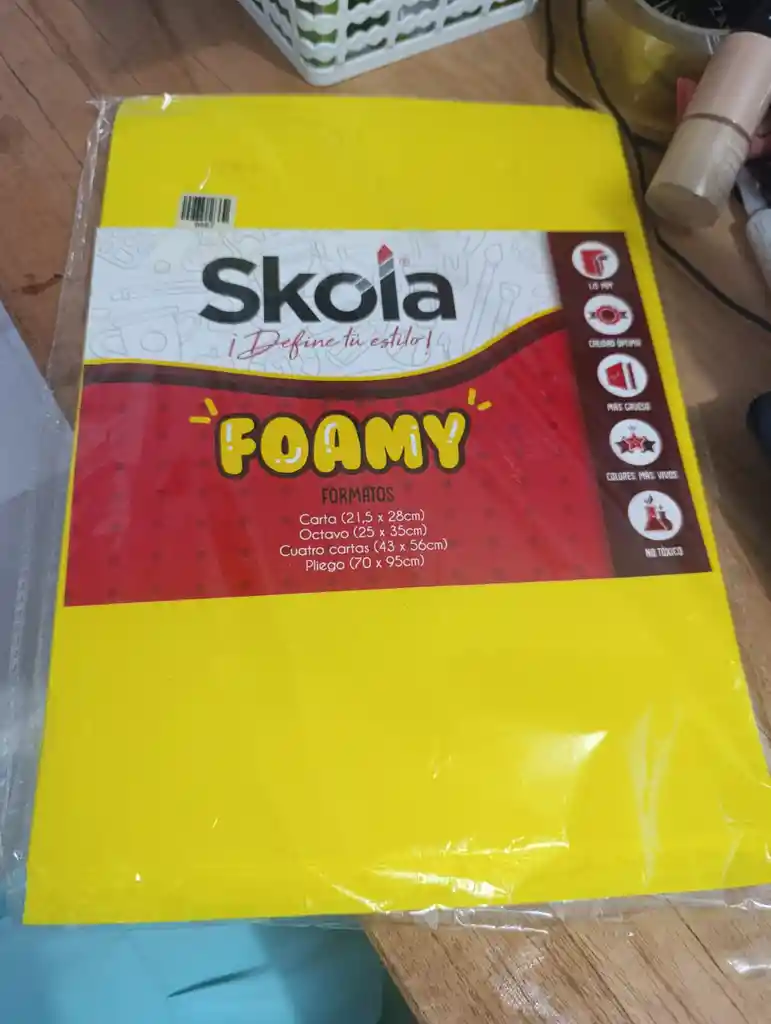 Skola®
¡Define tu estilo!
FOAMY
FORMATOS
Carta (21,5 x 28cm)
Octavo (25 x 35cm)
Cuatro cartas (43 x 56cm)
Pliego (70 x 95cm)
CALIDAD ÓPTIMA
MÁS GRUESO
COLORES MÁS VIVOS
NO TÓXICO